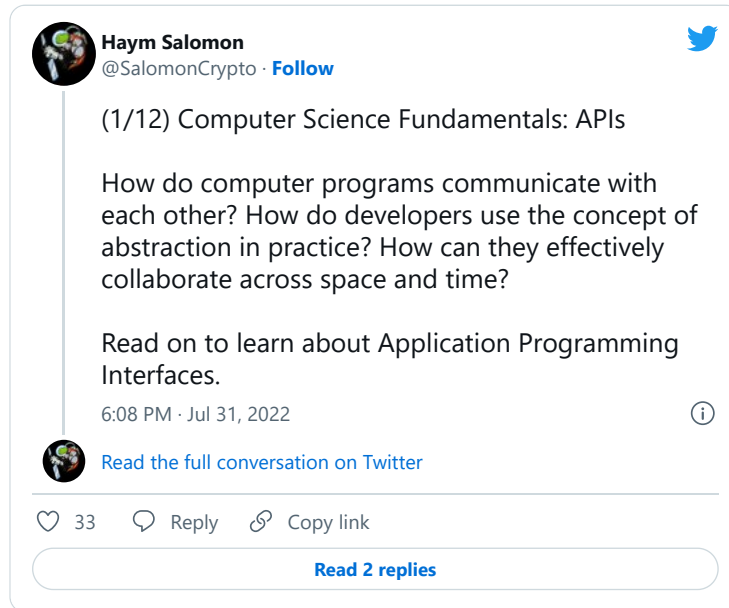 Haym Salomon
@SalomonCrypto · Follow
(1/12) Computer Science Fundamentals: APIs
How do computer programs communicate with
each other? How do developers use the concept of
abstraction in practice? How can they effectively
collaborate across space and time?
Read on to learn about Application Programming
Interfaces.
6:08 PM · Jul 31, 2022
Read the full conversation on Twitter
33 Reply Copy link
Read 2 replies